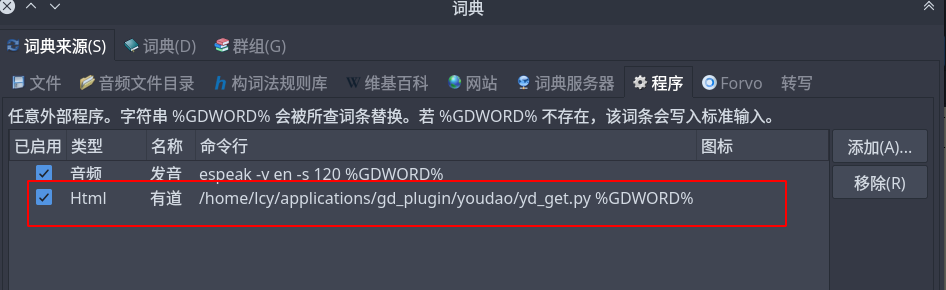 词典
词典来源(S) 词典(D) 群组(G)
文件 音频文件目录 构词法规则库 维基百科 网站 词典服务器 程序 Forvo 转写
任意外部程序。字符串 %GDWORD% 会被所查词条替换。若 %GDWORD% 不存在，该词条会写入标准输入。
已启用 类型 名称 命令行 图标 添加(A)...
音频 发音 espeak -v en -s 120 %GDWORD%
移除(R)
Html 有道 /home/lcy/applications/gd_plugin/youdao/yd_get.py %GDWORD%